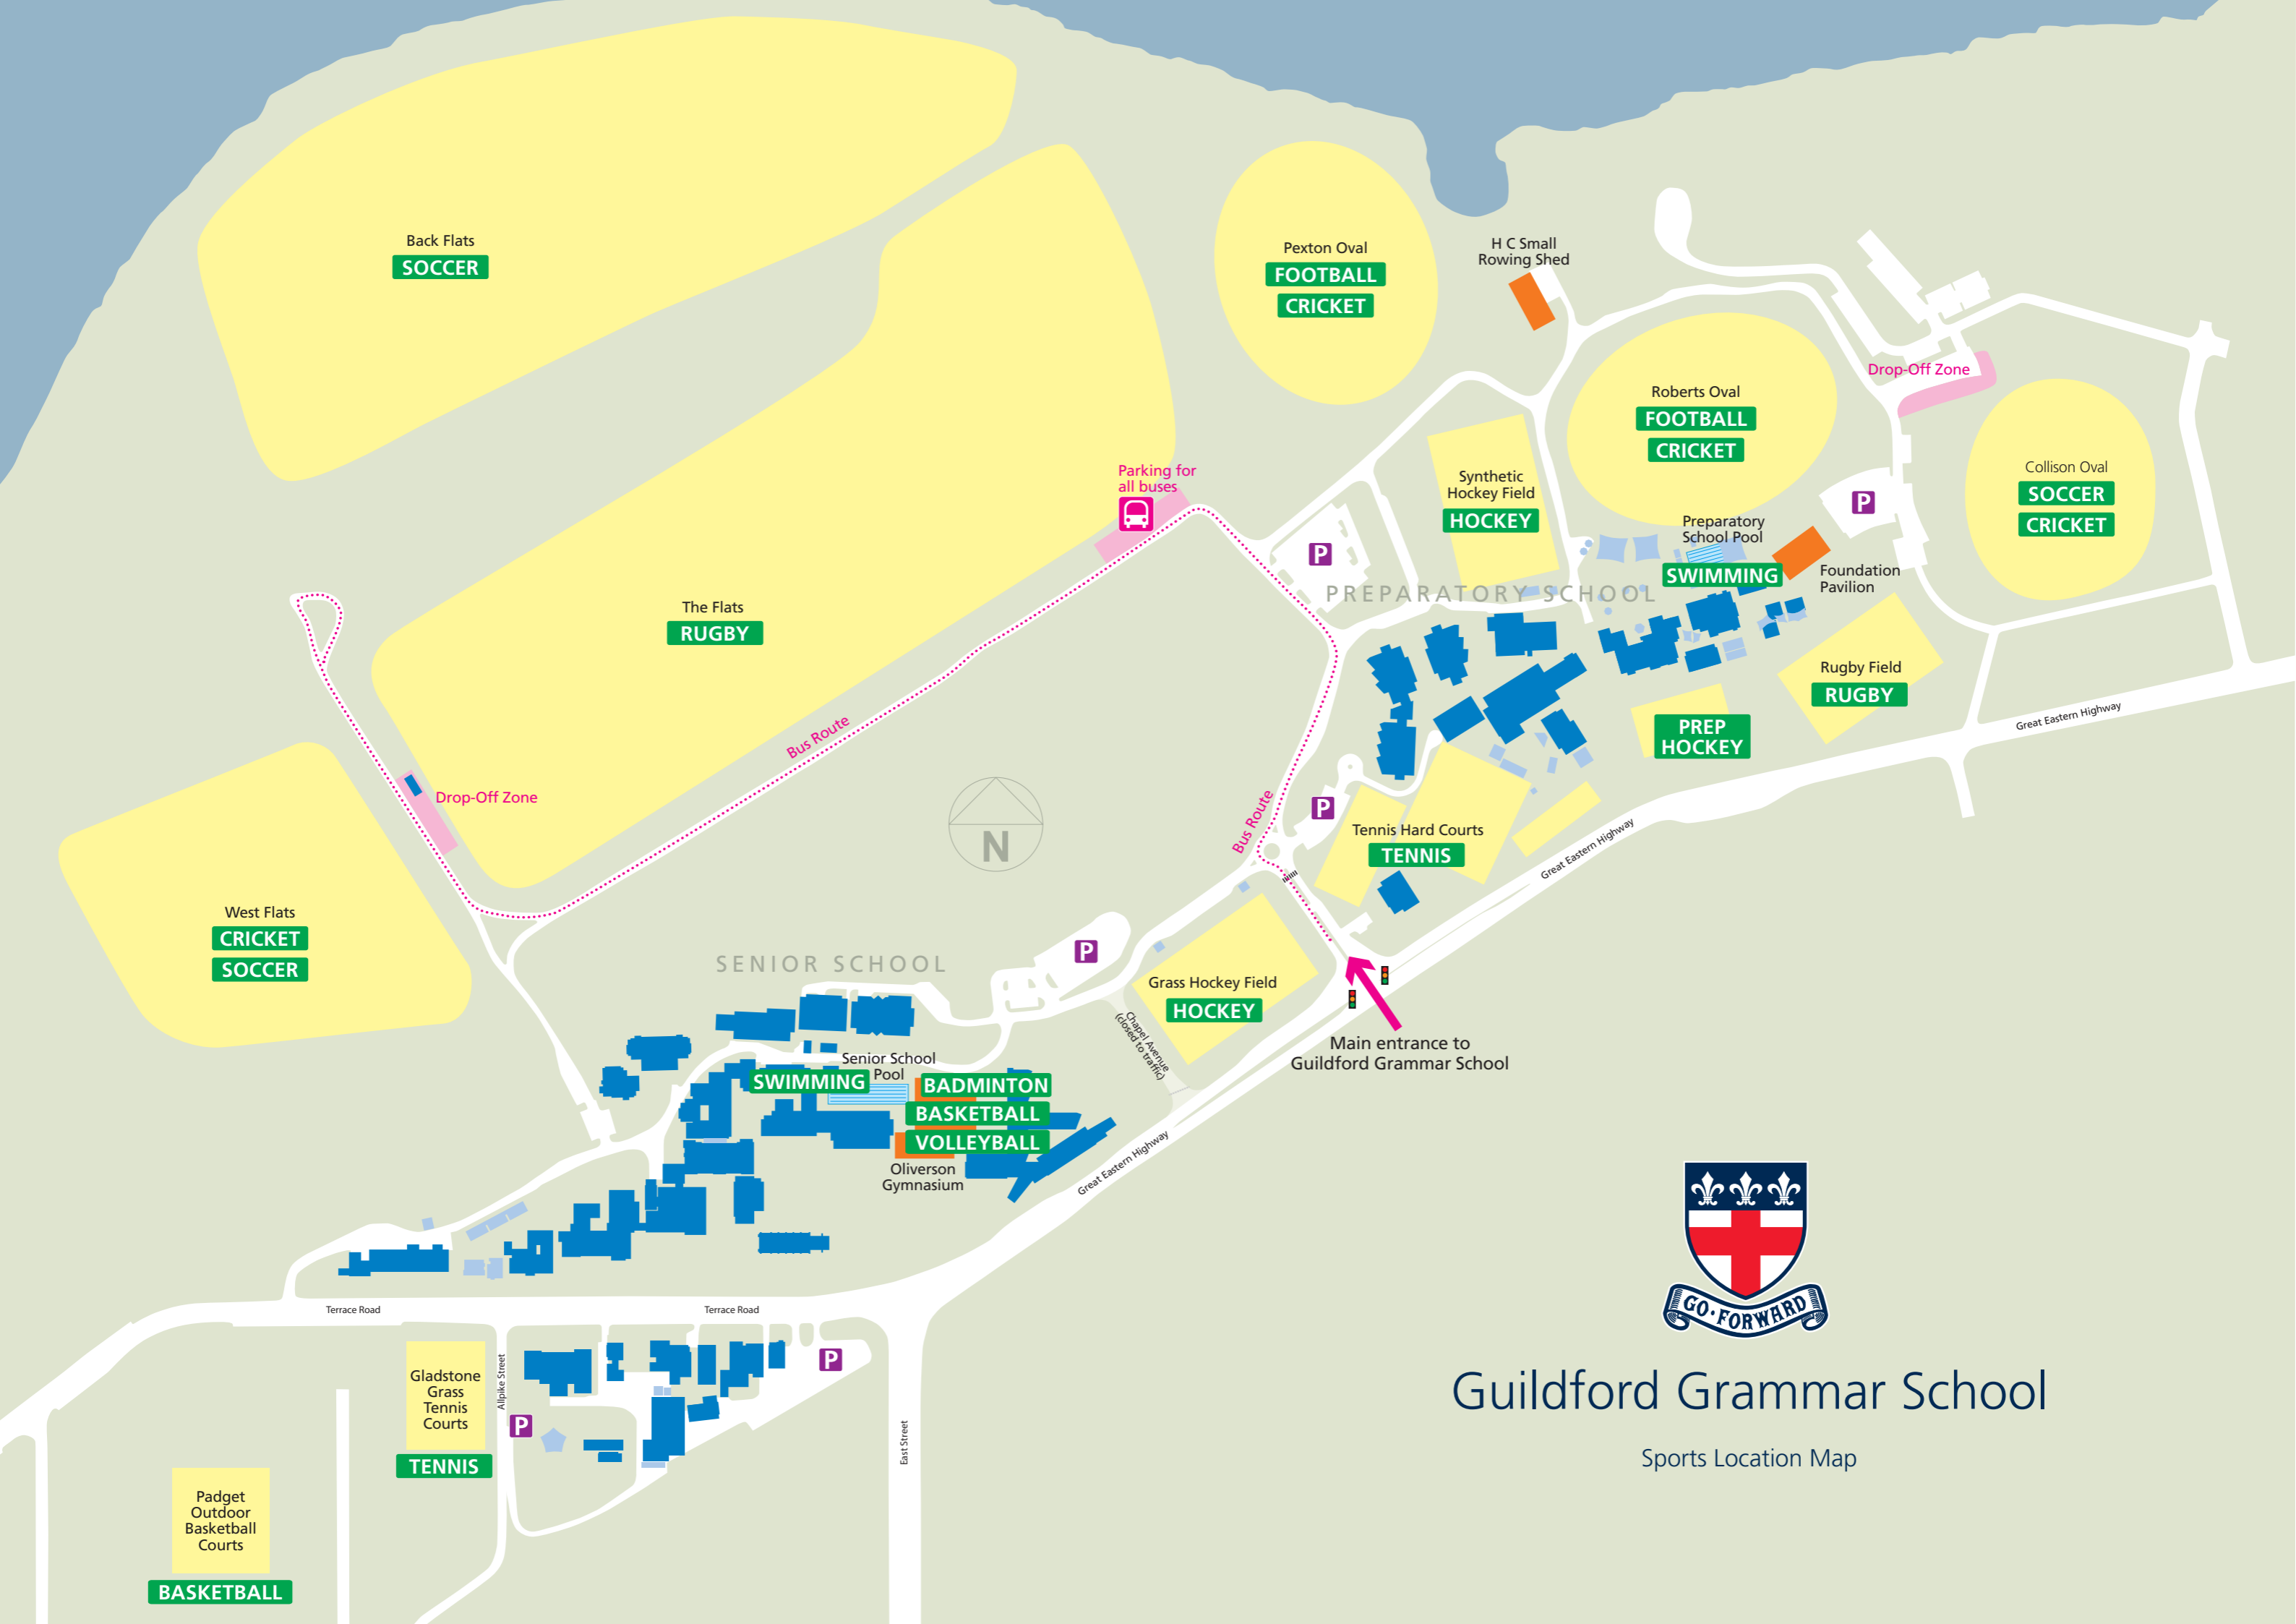 Back Flats
SOCCER
Pexton Oval
FOOTBALL
CRICKET
H C Small
Rowing Shed
Roberts Oval
FOOTBALL
CRICKET
Drop-Off Zone
Collison Oval
SOCCER
CRICKET
Parking for
all buses
Synthetic
Hockey Field
HOCKEY
P
P
Preparatory
School Pool
SWIMMING
Foundation
Pavilion
PREPARATORY SCHOOL
The Flats
RUGBY
Rugby Field
RUGBY
PREP
HOCKEY
Great Eastern Highway
Bus Route
Drop-Off Zone
N
Bus Route
P
Tennis Hard Courts
TENNIS
Great Eastern Highway
West Flats
CRICKET
SOCCER
SENIOR SCHOOL
P
Grass Hockey Field
HOCKEY
Chapel Avenue
(closed to traffic)
Main entrance to
Guildford Grammar School
Senior School
Pool
SWIMMING
BADMINTON
BASKETBALL
VOLLEYBALL
Oliverson
Gymnasium
Great Eastern Highway
Terrace Road
Terrace Road
Gladstone
Grass
Tennis
Courts
TENNIS
Allpike Street
P
P
East Street
Padget
Outdoor
Basketball
Courts
BASKETBALL
GO·FORWARD
Guildford Grammar School
Sports Location Map